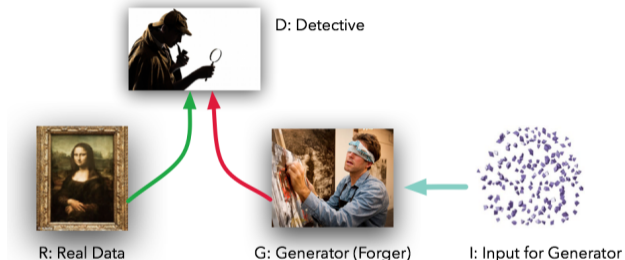 D: Detective
R: Real Data
G: Generator (Forger)
I: Input for Generator